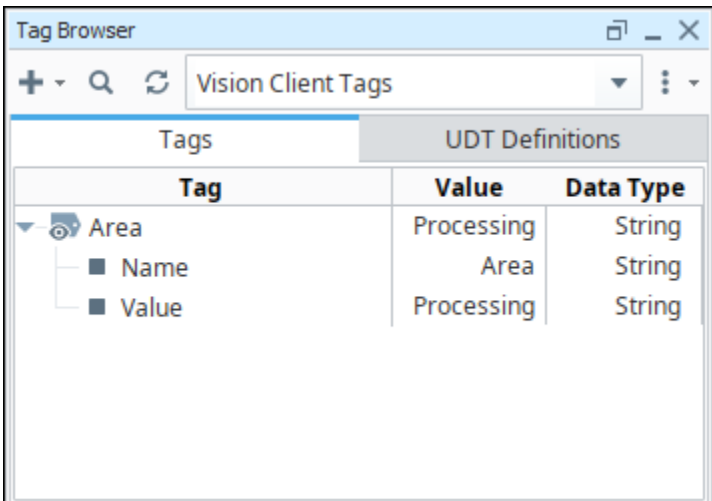 Tag Browser
Vision Client Tags
Tags UDT Definitions
Tag Value Data Type
Area Processing String
Name Area String
Value Processing String